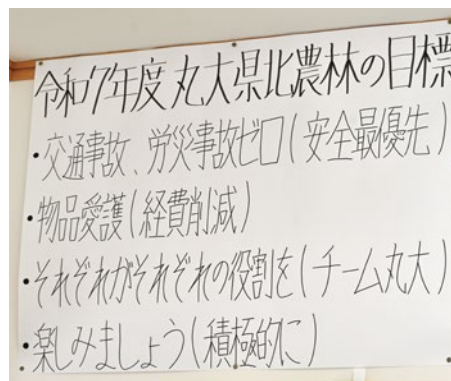 令和7年度 丸大県北農林の目標
・交通事故、労災事故ゼロ(安全最優先)
・物品愛護(経費削減)
・それぞれがそれぞれの役割を(チーム丸大)
・楽しみましょう(積極的に)